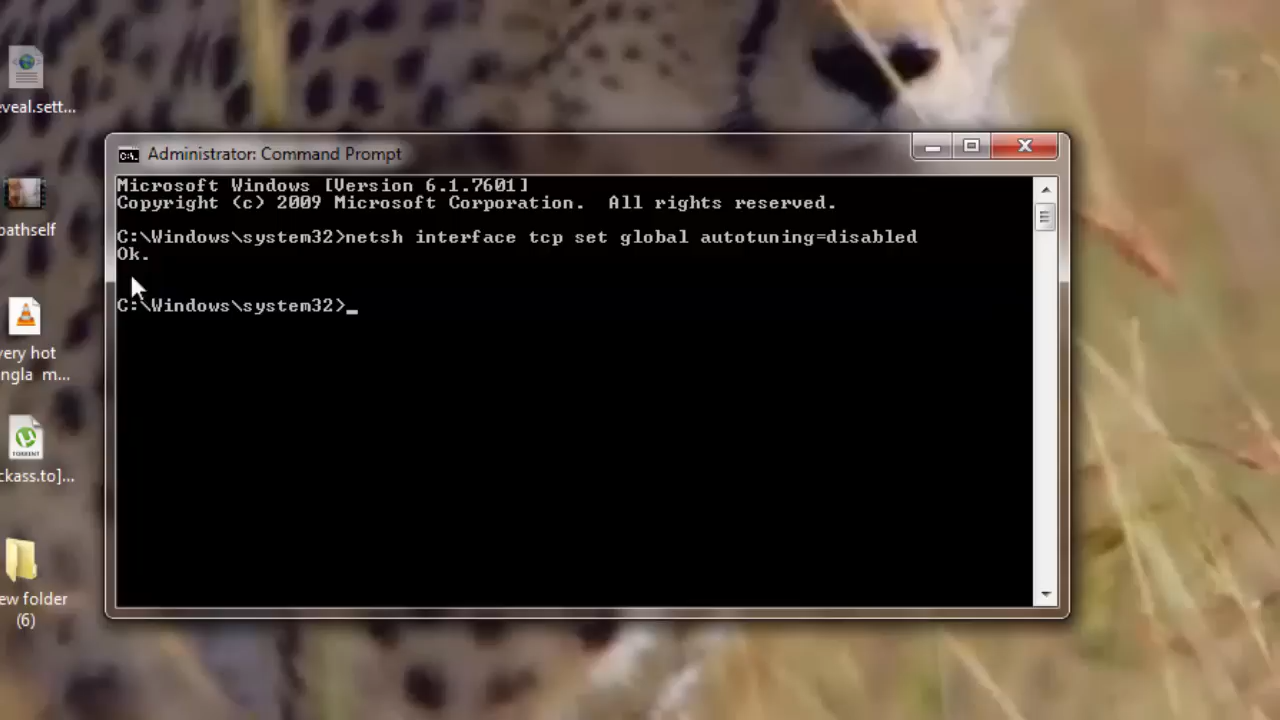 eveal.sett...
Administrator: Command Prompt
Microsoft Windows [Version 6.1.7601]
Copyright (c) 2009 Microsoft Corporation.  All rights reserved.
C:\Windows\system32>netsh interface tcp set global autotuning=disabled
Ok.
C:\Windows\system32>_
pathself
very hot
ngla m...
TORRENT
ckass.to]...
ew folder
(6)